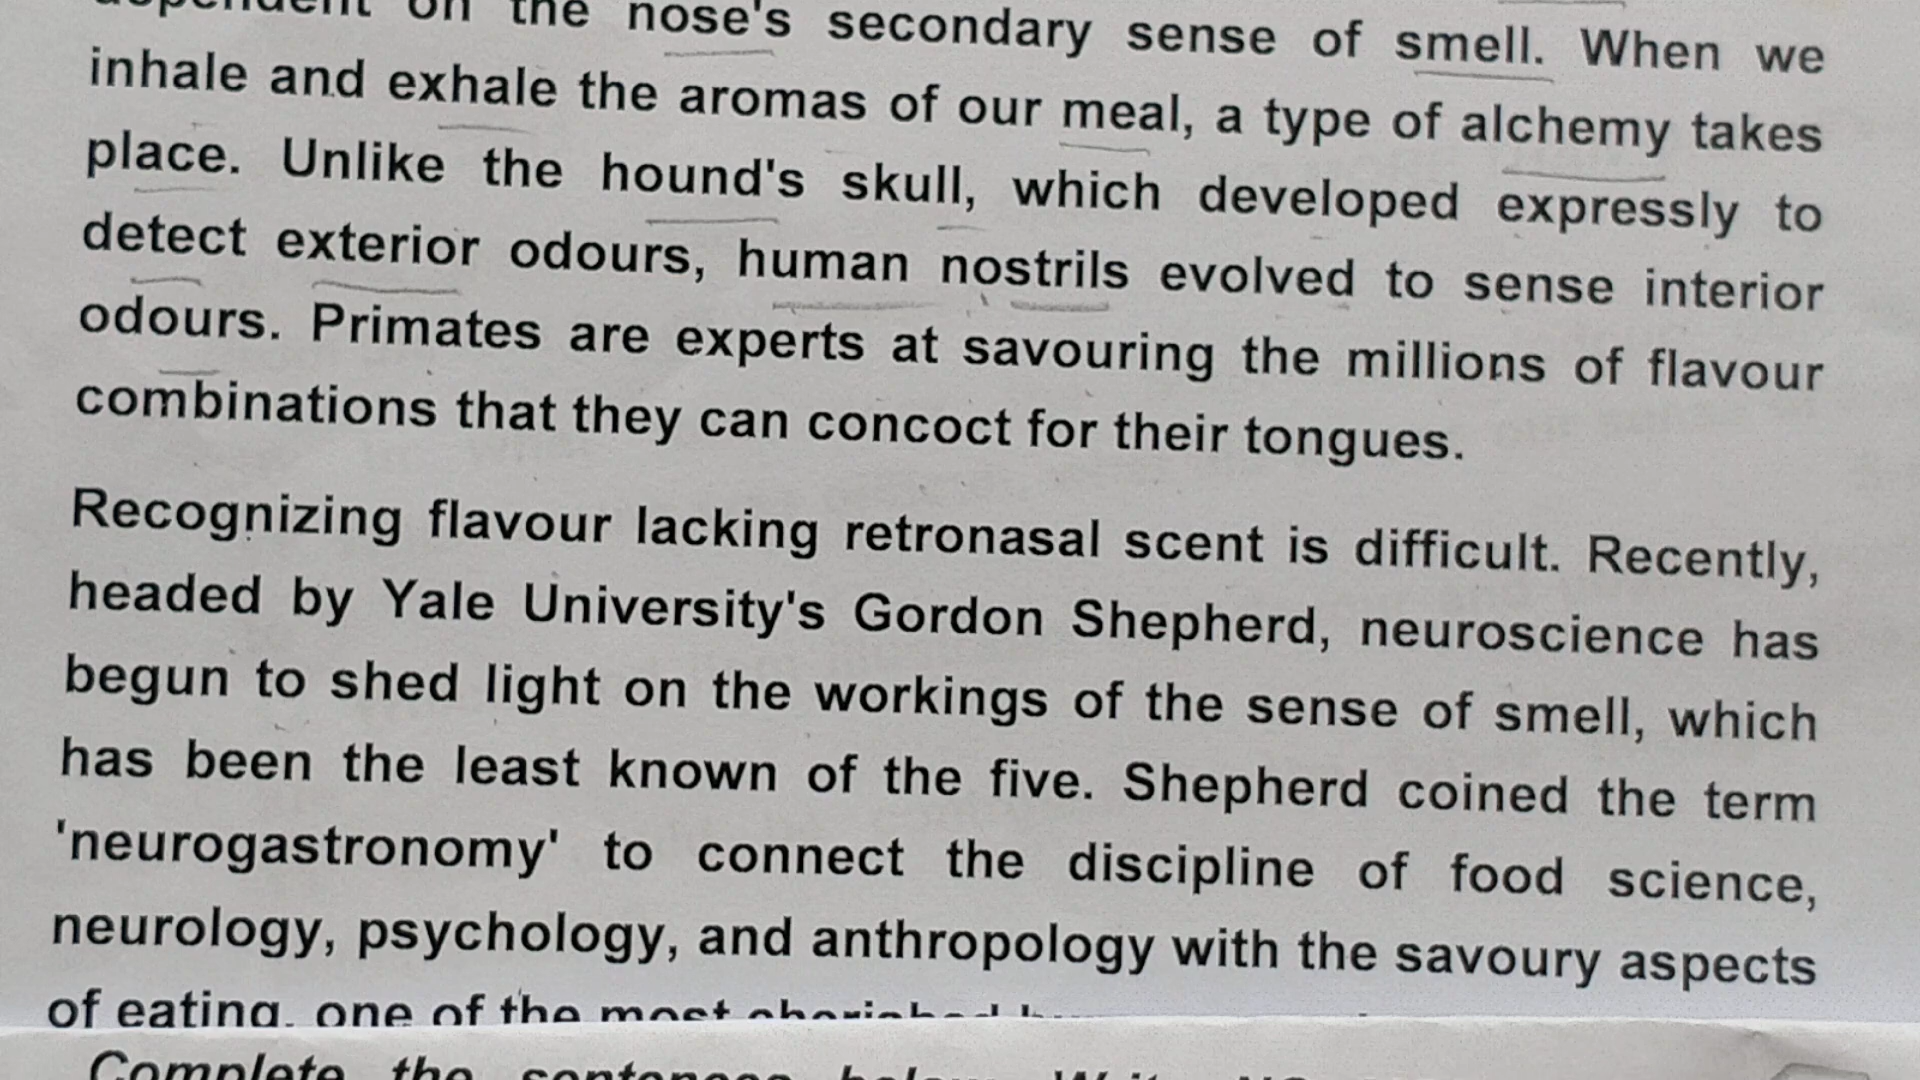 dependent on the nose's secondary sense of smell. When we
inhale and exhale the aromas of our meal, a type of alchemy takes
place. Unlike the hound's skull, which developed expressly to
detect exterior odours, human nostrils evolved to sense interior
odours. Primates are experts at savouring the millions of flavour
combinations that they can concoct for their tongues.
Recognizing flavour lacking retronasal scent is difficult. Recently,
headed by Yale University's Gordon Shepherd, neuroscience has
begun to shed light on the workings of the sense of smell, which
has been the least known of the five. Shepherd coined the term
'neurogastronomy' to connect the discipline of food science,
neurology, psychology, and anthropology with the savoury aspects
of eating, one of the most cherished
Complete the sentences below. Write